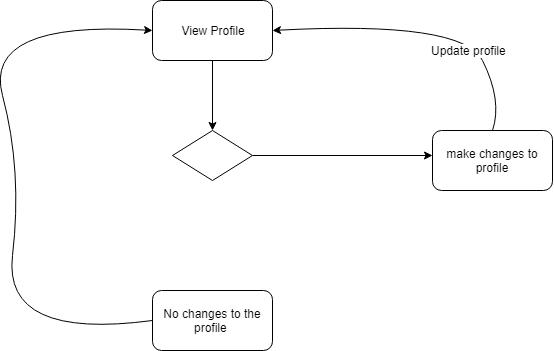 View Profile
Update profile
make changes to
profile
No changes to the
profile